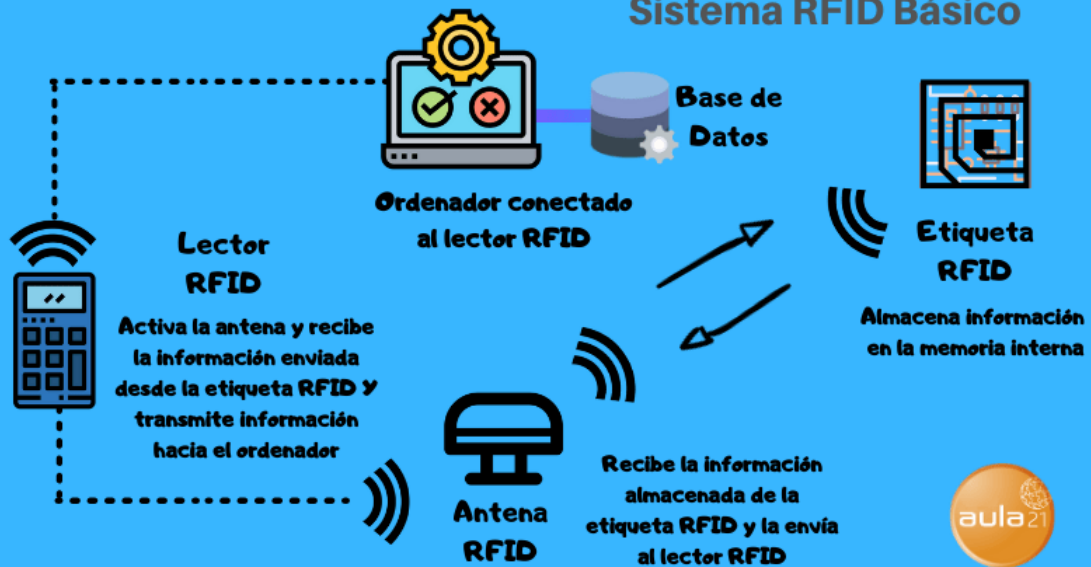 Sistema RFID Básico
Base de
Datos
Ordenador conectado
al lector RFID
Etiqueta
RFID
Almacena información
en la memoria interna
Lector
RFID
Activa la antena y recibe
la información enviada
desde la etiqueta RFID Y
transmite información
hacia el ordenador
Antena
RFID
Recibe la información
almacenada de la
etiqueta RFID y la envía
al lector RFID
aula21